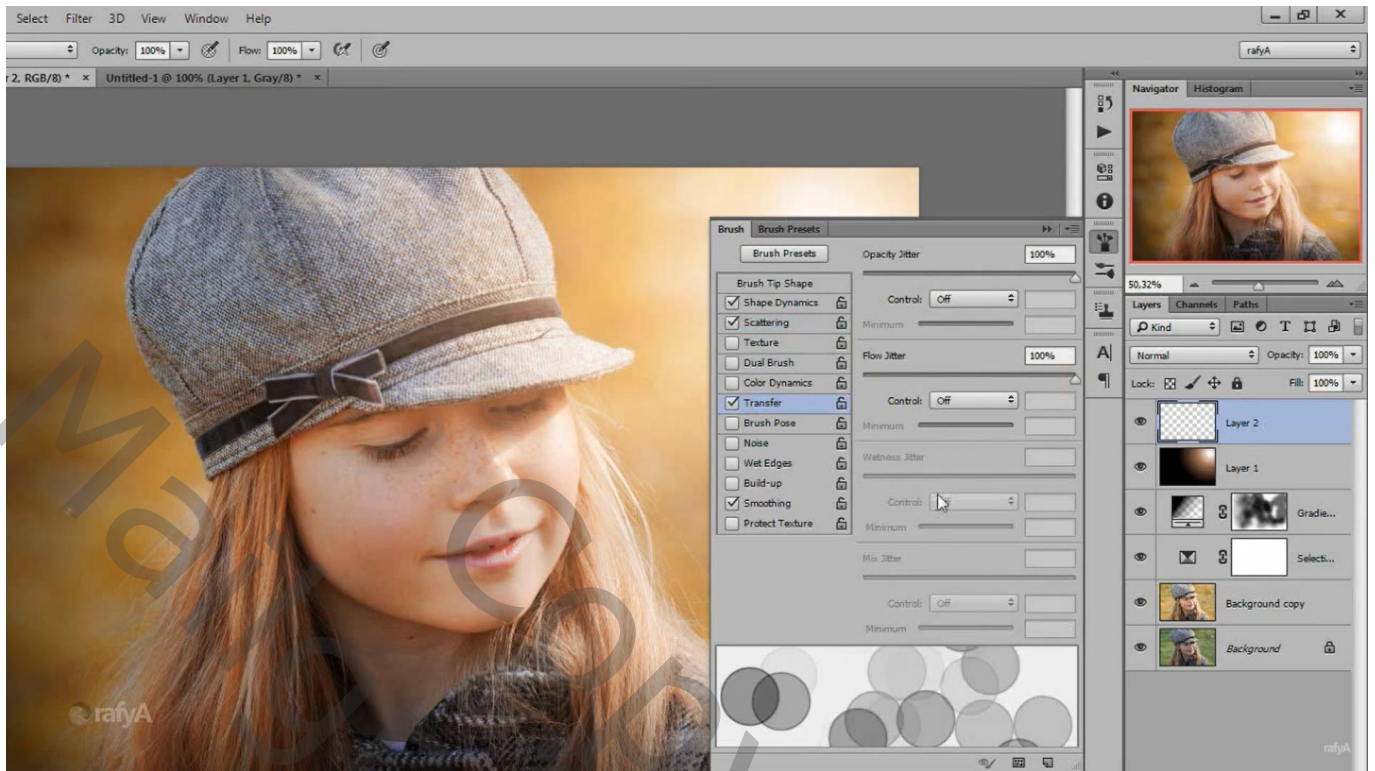 Select Filter 3D View Window Help
Opacity: 100% Flow: 100% rafyA
r 2, RGB/8) * × Untitled-1 @ 100% (Layer 1, Gray/8) * ×
Navigator Histogram
50,32%
Brush Brush Presets
Brush Presets
Brush Tip Shape
Shape Dynamics
Scattering
Texture
Dual Brush
Color Dynamics
Transfer
Brush Pose
Noise
Wet Edges
Build-up
Smoothing
Protect Texture
Opacity Jitter 100%
Control: Off
Minimum
Flow Jitter 100%
Control: Off
Minimum
Wetness Jitter
Control: Off
Minimum
Mix Jitter
Control: Off
Minimum
Layers Channels Paths
Kind
Normal Opacity: 100%
Lock: Fill: 100%
Layer 2
Layer 1
Gradie...
Selecti...
Background copy
Background
rafyA
rafyA